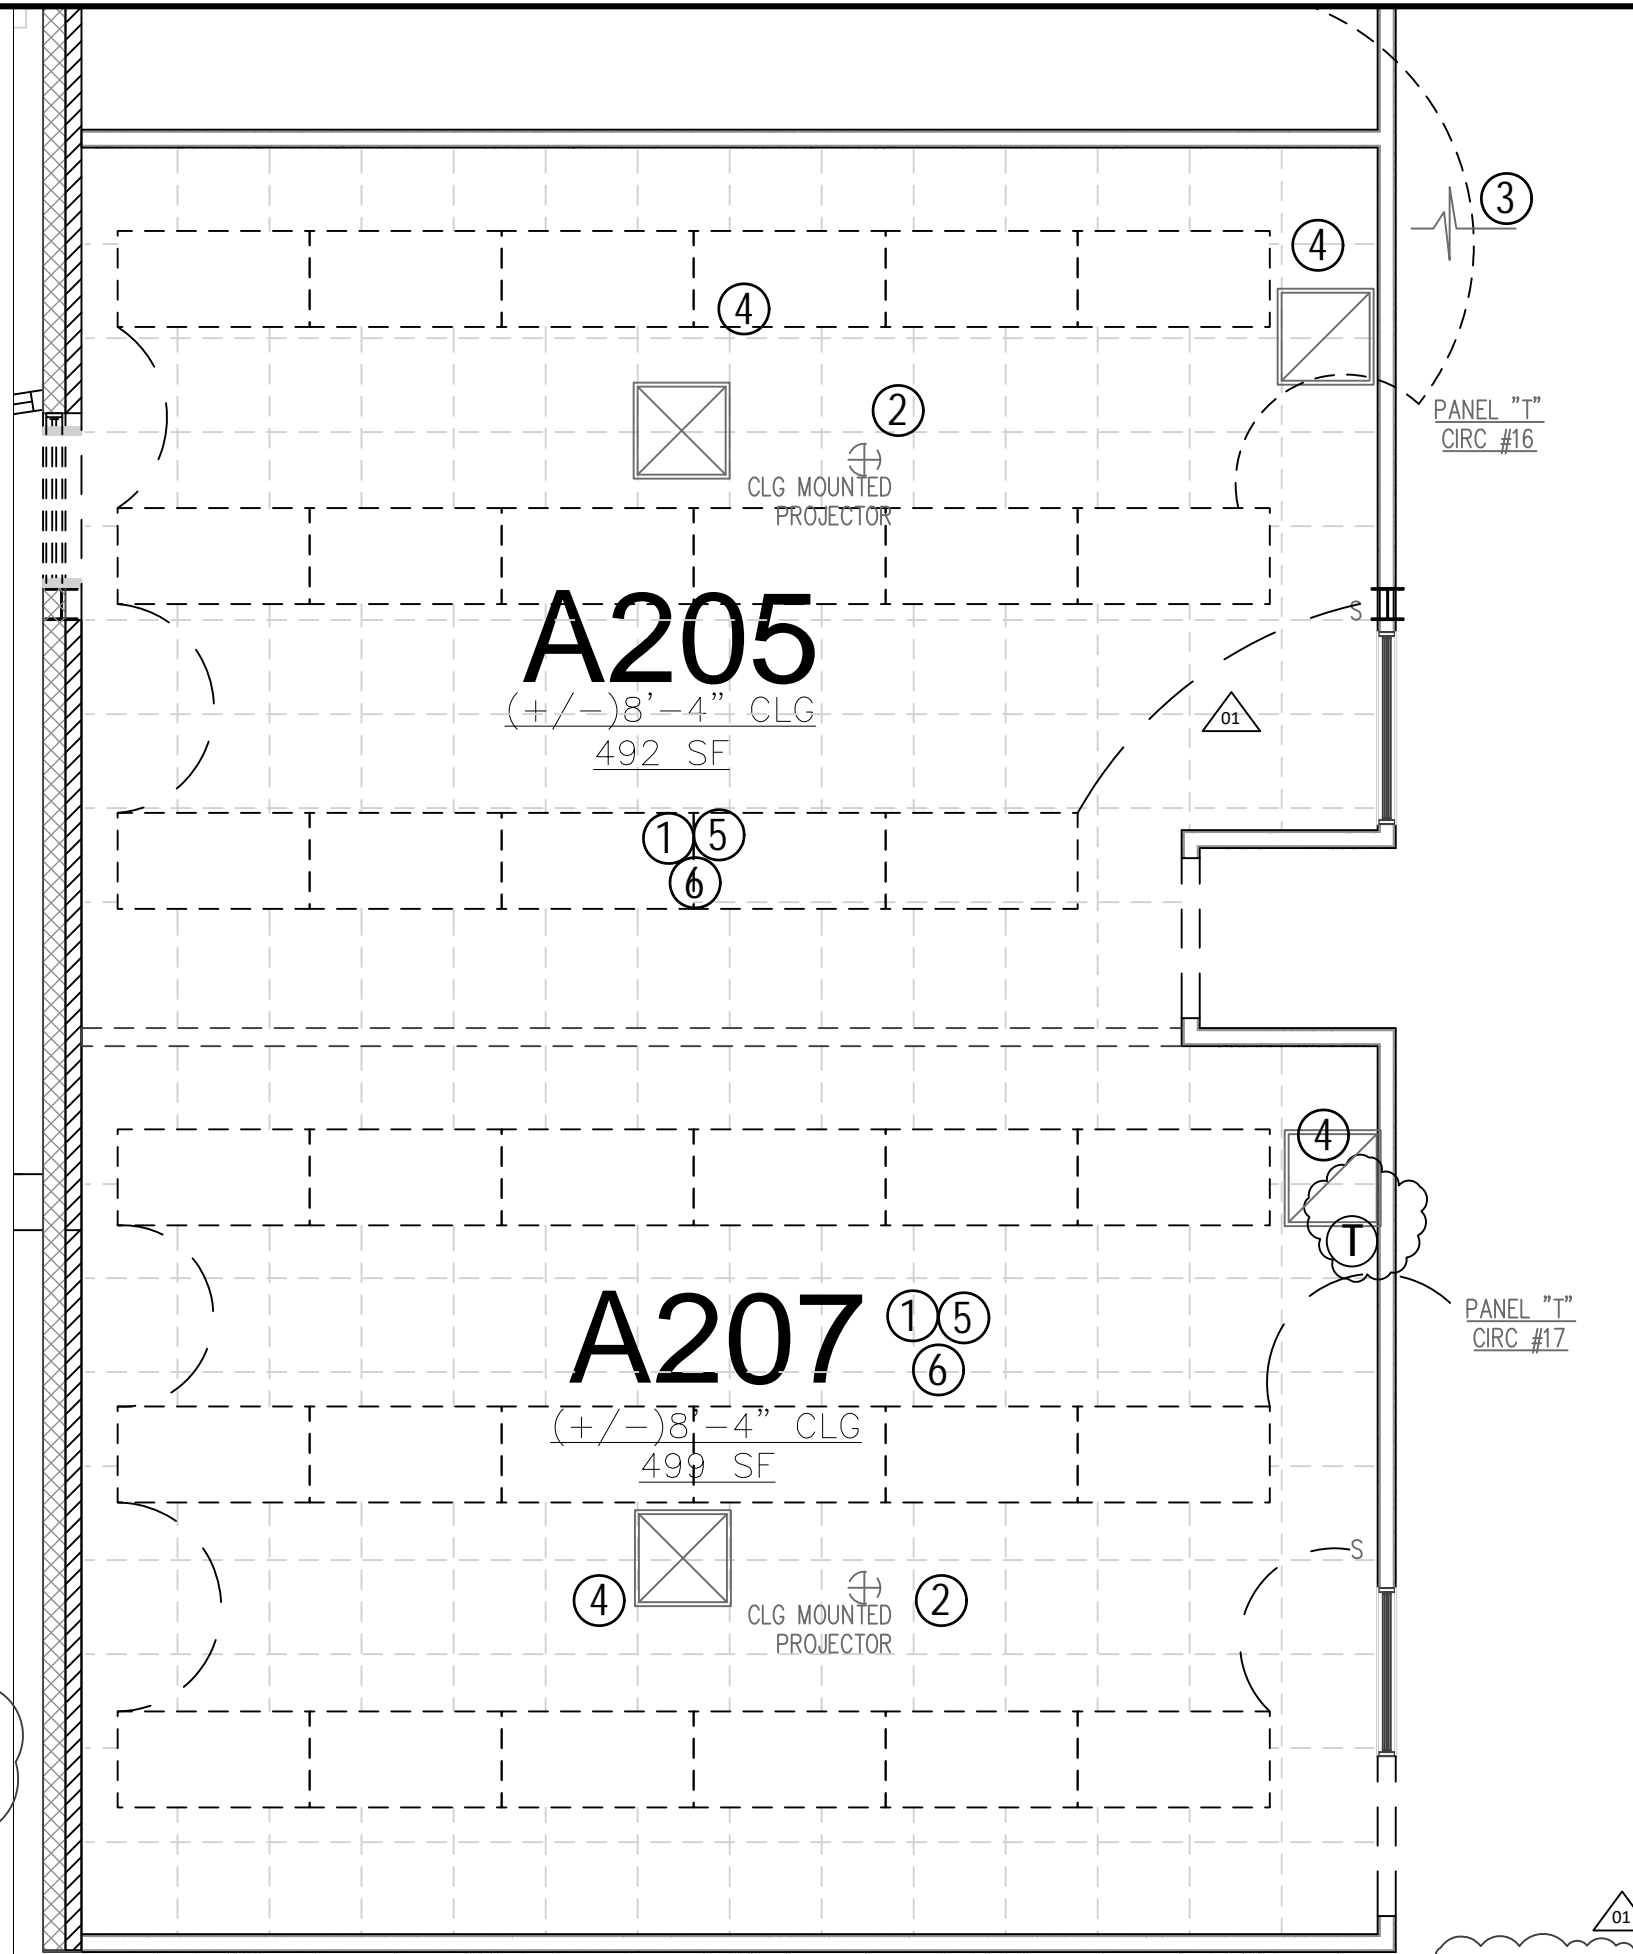 3
4
4
2
PANEL "T"
CIRC #16
CLG MOUNTED
PROJECTOR
A205
S
(+/-)8'-4" CLG
01
492 SF
1 5
6
4
T
A207
1 5
6
PANEL "T"
CIRC #17
(+/-)8'-4" CLG
499 SF
S
4
2
CLG MOUNTED
PROJECTOR
01